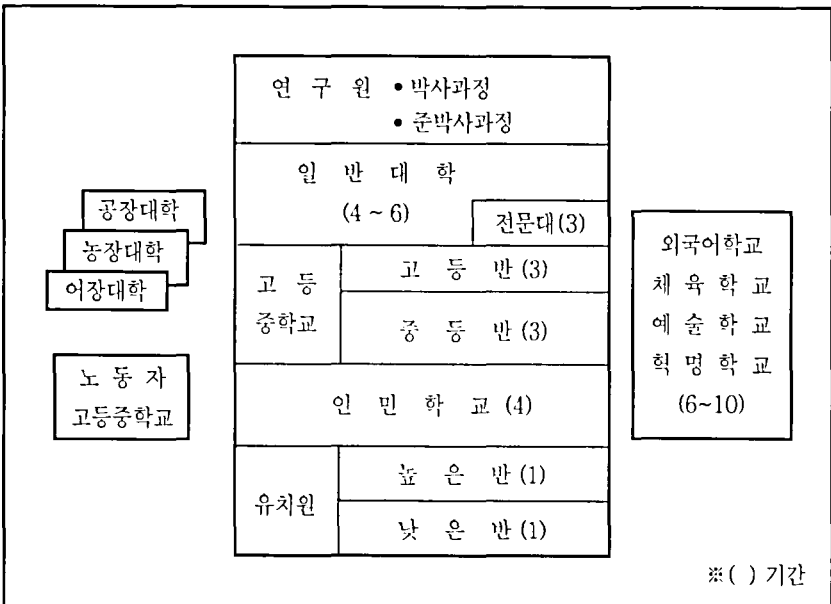 연 구 원 • 박사과정
• 준박사과정
일 반 대 학
(4 ~ 6)
전문대(3)
고 등
중학교
고 등 반 (3)
중 등 반 (3)
인 민 학 교 (4)
유치원
높 은 반 (1)
낮 은 반 (1)
공장대학
농장대학
어장대학
노 동 자
고등중학교
외국어학교
체 육 학 교
예 술 학 교
혁 명 학 교
(6~10)
※( ) 기간